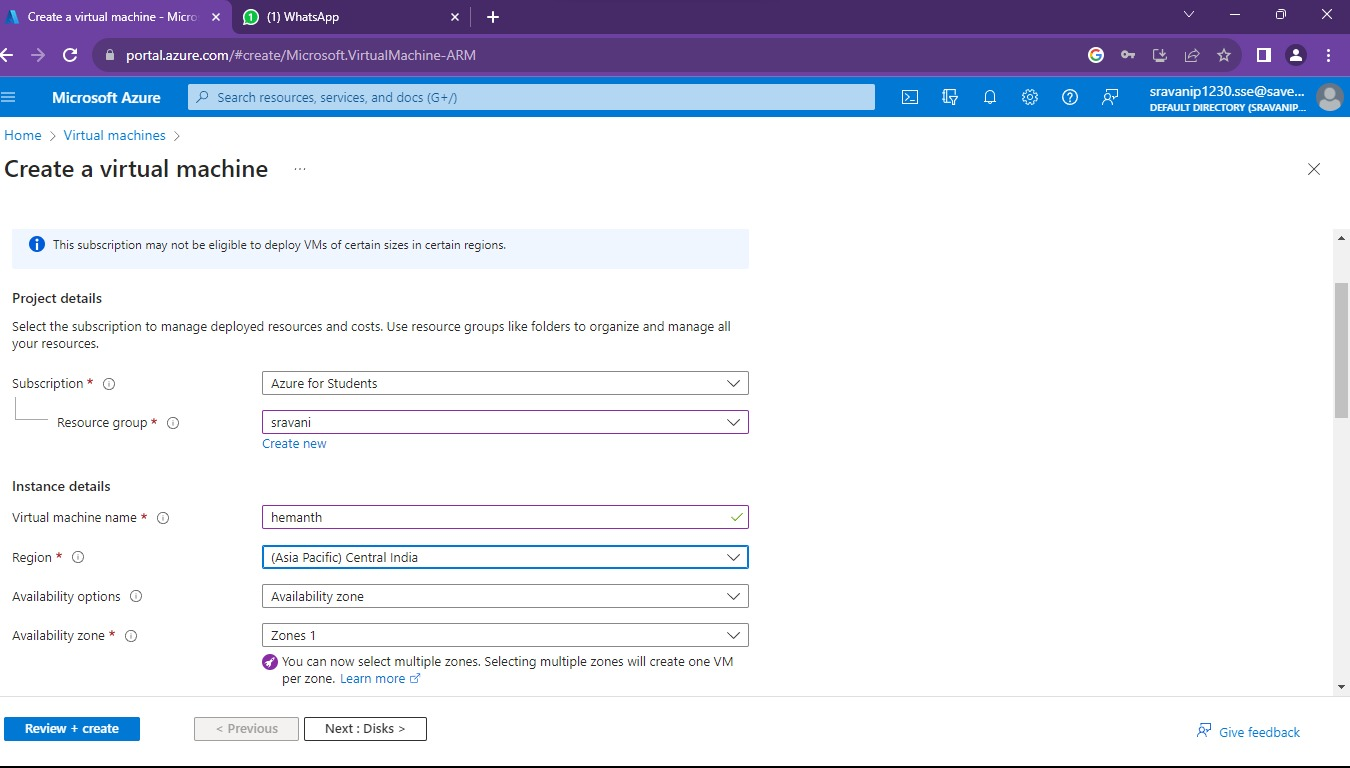 Create a virtual machine - Micro
(1) WhatsApp
portal.azure.com/#create/Microsoft.VirtualMachine-ARM
Microsoft Azure
Search resources, services, and docs (G+/)
sravanip1230.sse@save...
DEFAULT DIRECTORY (SRAVANIP...
Home > Virtual machines >
Create a virtual machine ...
This subscription may not be eligible to deploy VMs of certain sizes in certain regions.
Project details
Select the subscription to manage deployed resources and costs. Use resource groups like folders to organize and manage all
your resources.
Subscription * Azure for Students
Resource group * sravani
Create new
Instance details
Virtual machine name * hemanth
Region * (Asia Pacific) Central India
Availability options Availability zone
Availability zone * Zones 1
You can now select multiple zones. Selecting multiple zones will create one VM
per zone. Learn more
Review + create
< Previous
Next : Disks >
Give feedback